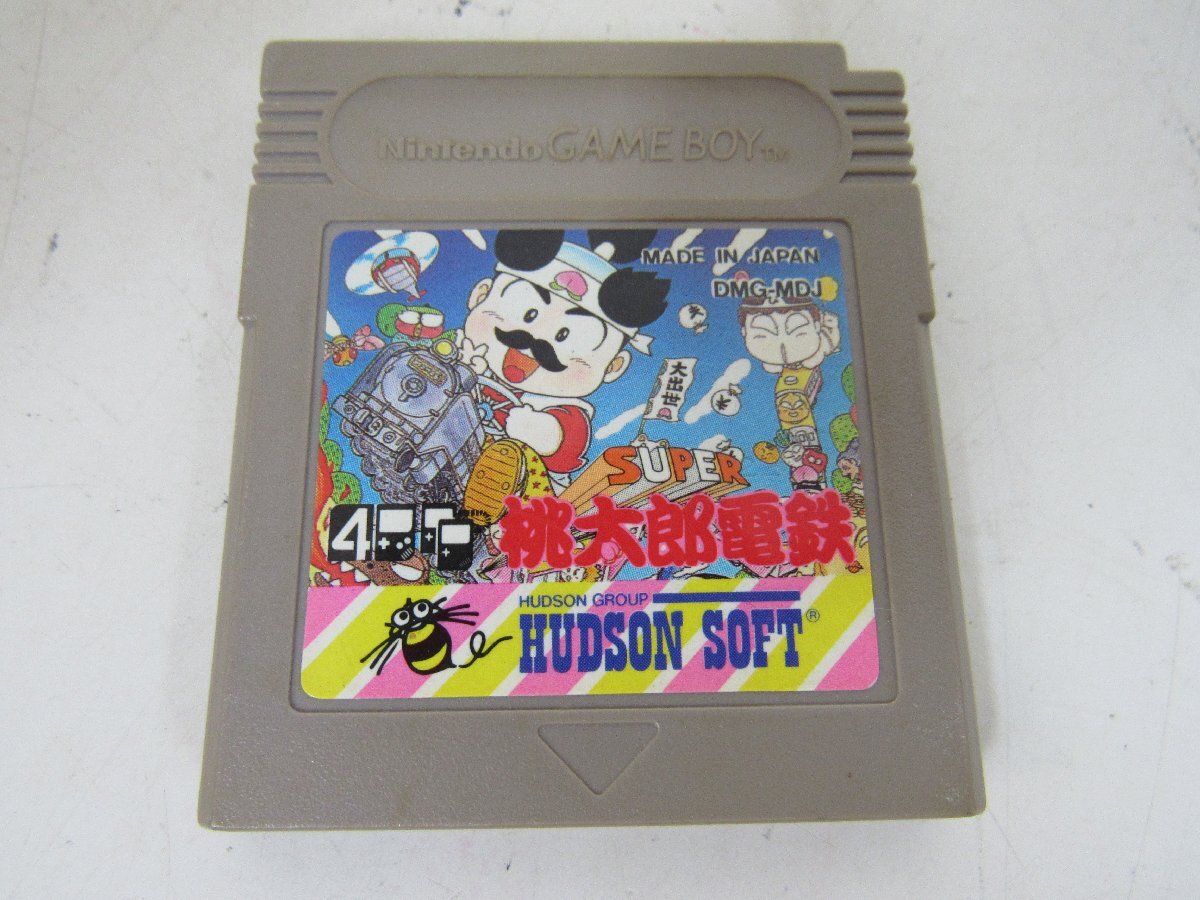 Nintendo GAME BOY TM
MADE IN JAPAN
DMG-MDJ
大出世
SUPER
桃太郎電鉄
4
HUDSON GROUP
HUDSON SOFT®